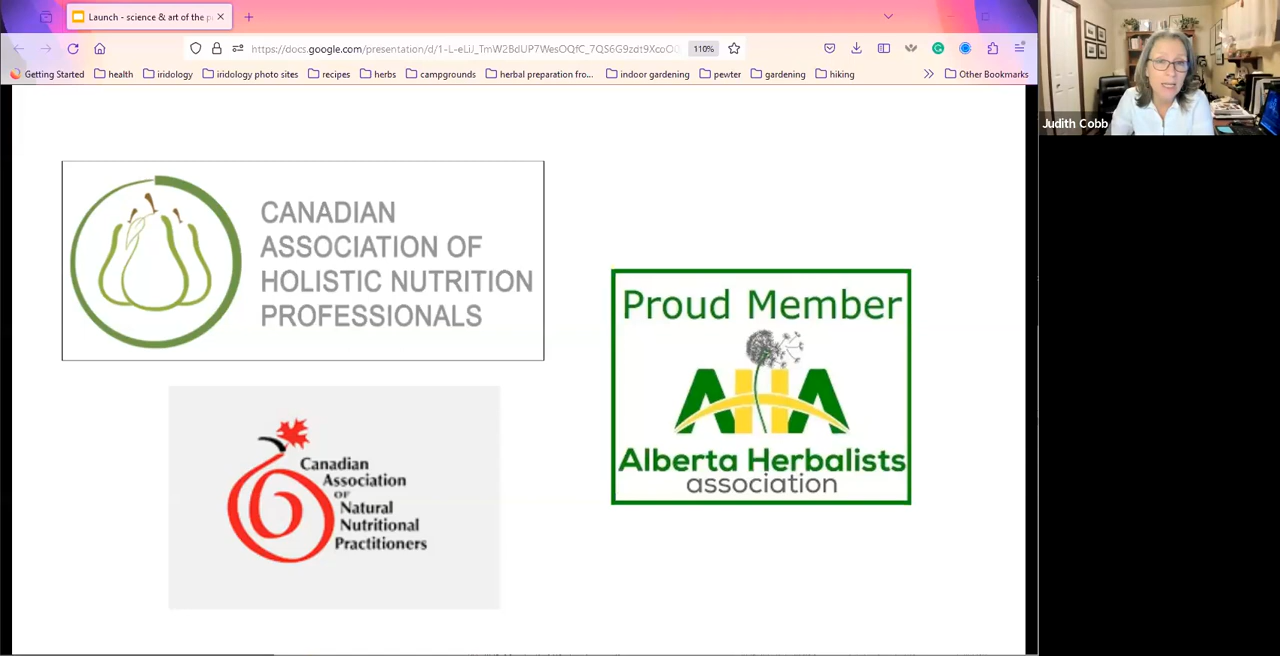 Launch - science & art of the p
https://docs.google.com/presentation/d/1-L-eLiJ_TmW2BdUP7WesOQfC_7QS6G9zdt9XcoO
110%
Getting Started health iridology iridology photo sites recipes herbs campgrounds herbal preparation fro... indoor gardening pewter gardening hiking Other Bookmarks
Judith Cobb
CANADIAN
ASSOCIATION OF
HOLISTIC NUTRITION
PROFESSIONALS
Proud Member
AHA
Alberta Herbalists
association
Canadian
Association
OF
Natural
Nutritional
Practitioners